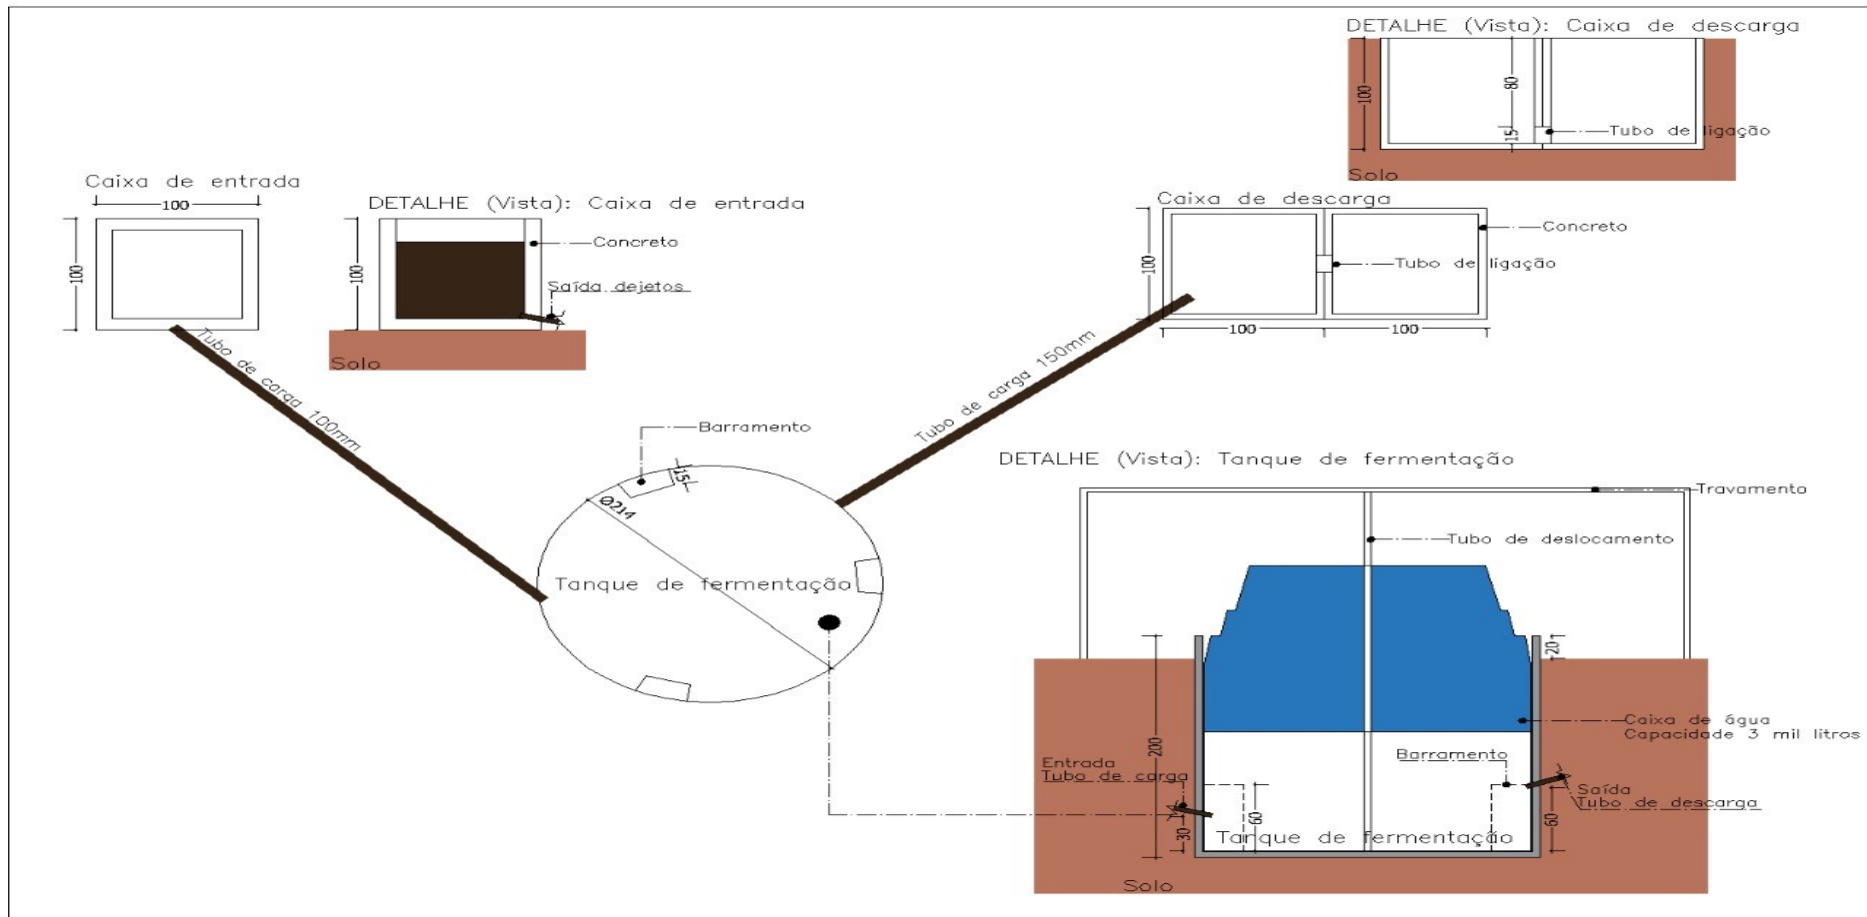 DETALHE (Vista): Caixa de descarga
100
80
15
Tubo de ligação
Solo
Caixa de entrada
100
100
DETALHE (Vista): Caixa de entrada
100
Concreto
Saída dejetos
Solo
Caixa de descarga
100
Concreto
Tubo de ligação
100
100
Tubo de carga 100mm
Tubo de carga 150mm
Barramento
15
Ø214
Tanque de fermentação
DETALHE (Vista): Tanque de fermentação
Travamento
Tubo de deslocamento
20
200
Caixa de água
Capacidade 3 mil litros
Barramento
Entrada
Tubo de carga
Saída
Tubo de descarga
30
60
60
Tanque de fermentação
Solo